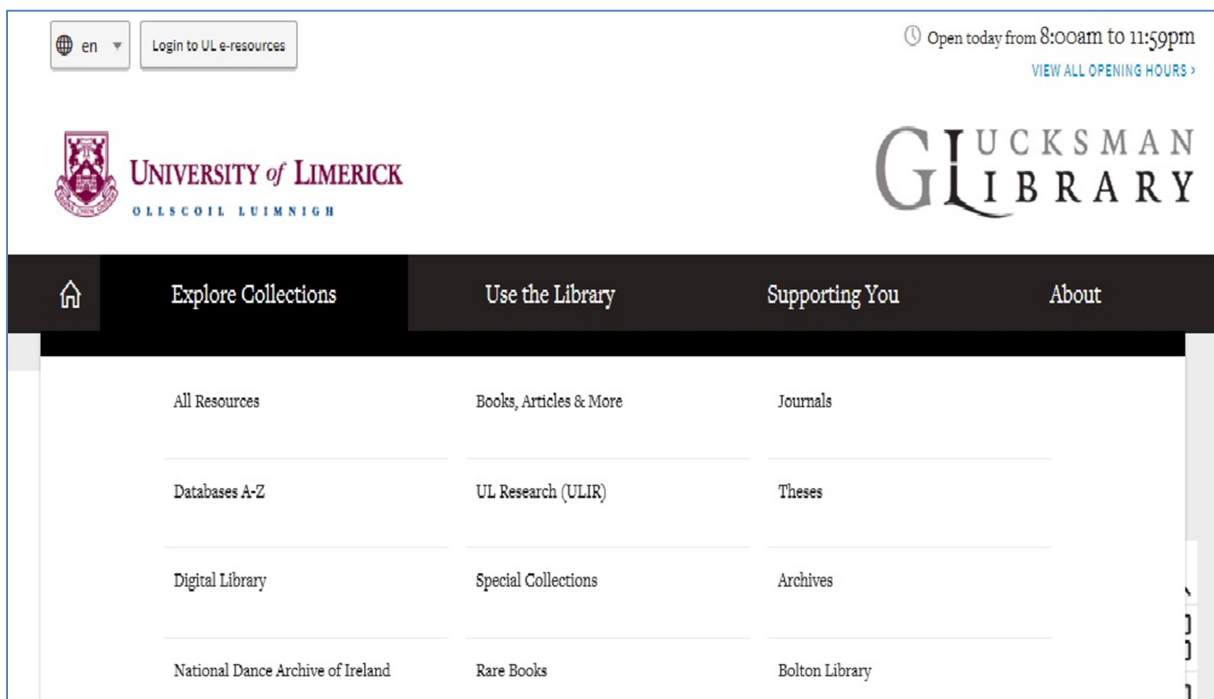 en
Login to UL e-resources
Open today from 8:00am to 11:59pm
VIEW ALL OPENING HOURS >
UNIVERSITY of LIMERICK
OLLSCOIL LUIMNIGH
GLUCKSMAN
LIBRARY
Explore Collections Use the Library Supporting You About
All Resources Books, Articles & More Journals
Databases A-Z UL Research (ULIR) Theses
Digital Library Special Collections Archives
National Dance Archive of Ireland Rare Books Bolton Library